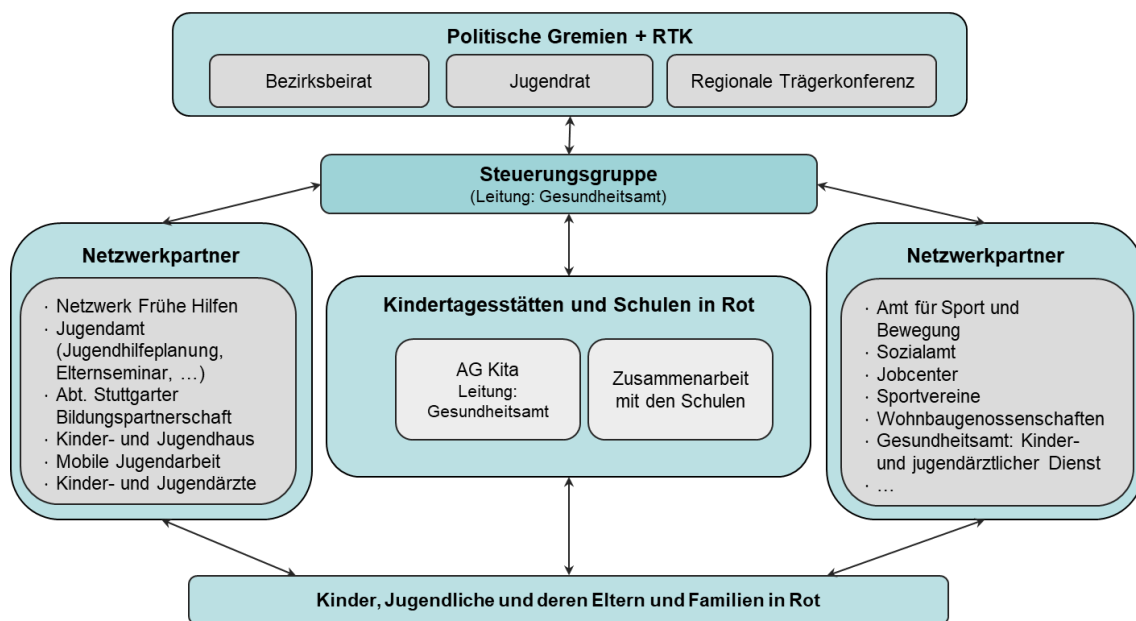 Politische Gremien + RTK
Bezirksbeirat
Jugendrat
Regionale Trägerkonferenz
Steuerungsgruppe
(Leitung: Gesundheitsamt)
Netzwerkpartner
· Netzwerk Frühe Hilfen
· Jugendamt
(Jugendhilfeplanung,
Elternseminar, …)
· Abt. Stuttgarter
Bildungspartnerschaft
· Kinder- und Jugendhaus
· Mobile Jugendarbeit
· Kinder- und Jugendärzte
Kindertagesstätten und Schulen in Rot
AG Kita
Leitung:
Gesundheitsamt
Zusammenarbeit
mit den Schulen
Netzwerkpartner
· Amt für Sport und
Bewegung
· Sozialamt
· Jobcenter
· Sportvereine
· Wohnbaugenossenschaften
· Gesundheitsamt: Kinder-
und jugendärztlicher Dienst
· …
Kinder, Jugendliche und deren Eltern und Familien in Rot